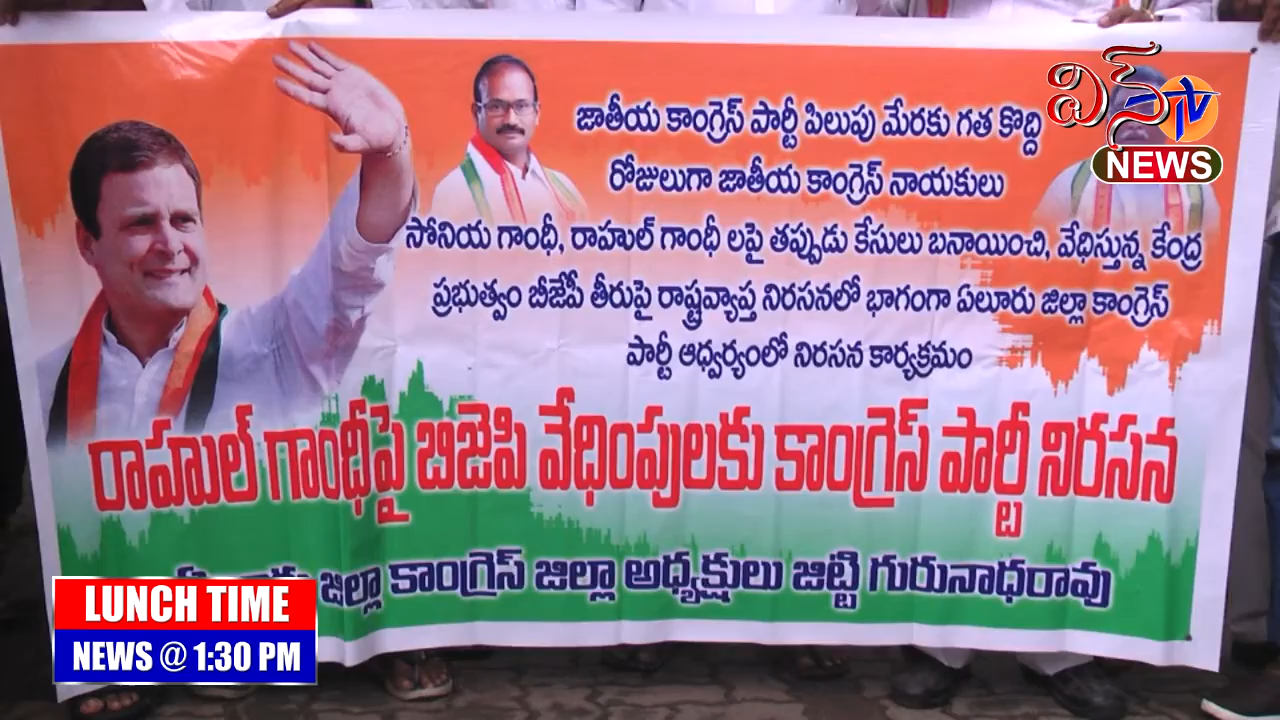 విన్ TV
NEWS
జాతీయ కాంగ్రెస్ పార్టీ పిలుపు మేరకు గత కొద్ది
రోజులుగా జాతీయ కాంగ్రెస్ నాయకులు
సోనియ గాంధీ, రాహుల్ గాంధీ లపై తప్పుడు కేసులు బనాయించి, వేధిస్తున్న కేంద్ర
ప్రభుత్వం బీజేపీ తీరుపై రాష్ట్రవ్యాప్త నిరసనలో భాగంగా ఏలూరు జిల్లా కాంగ్రెస్
పార్టీ ఆధ్వర్యంలో నిరసన కార్యక్రమం
రాహుల్ గాంధీపై బిజెపి వేధింపులకు కాంగ్రెస్ పార్టీ నిరసన
జిల్లా కాంగ్రెస్ జిల్లా అధ్యక్షులు జెట్టి గురునాధరావు
LUNCH TIME
NEWS @ 1:30 PM